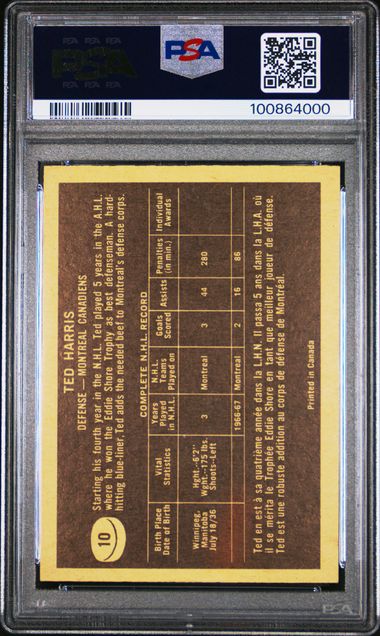 PSA
100864000
10
TED HARRIS
DEFENSE — MONTREAL CANADIENS
Starting his fourth year in the N.H.L. Ted played 5 years in the A.H.L.
where he won the Eddie Shore Trophy as best defenseman. A hard-
hitting blue-liner, Ted adds the needed beef to Montreal's defense corps.
COMPLETE N.H.L. RECORD
Birth Place Date of Birth | Vital Statistics | Years Played in N.H.L. | N.H.L. Teams Played on | Goals Scored | Assists | Penalties (in min.) | Individual Awards
Winnipeg, Manitoba July 18/36 | Hght.-6'2" Wght.-175 lbs. Shoots-Left | 3 | Montreal | 3 | 44 | 280
1966-67 | Montreal | 2 | 16 | 86
Ted en est à sa quatrième année dans la L.H.N. Il passa 5 ans dans la L.H.A. où
il se mérita le Trophée Eddie Shore en tant que meilleur joueur de défense.
Ted est une robuste addition au corps de défense de Montréal.
Printed in Canada
PSA